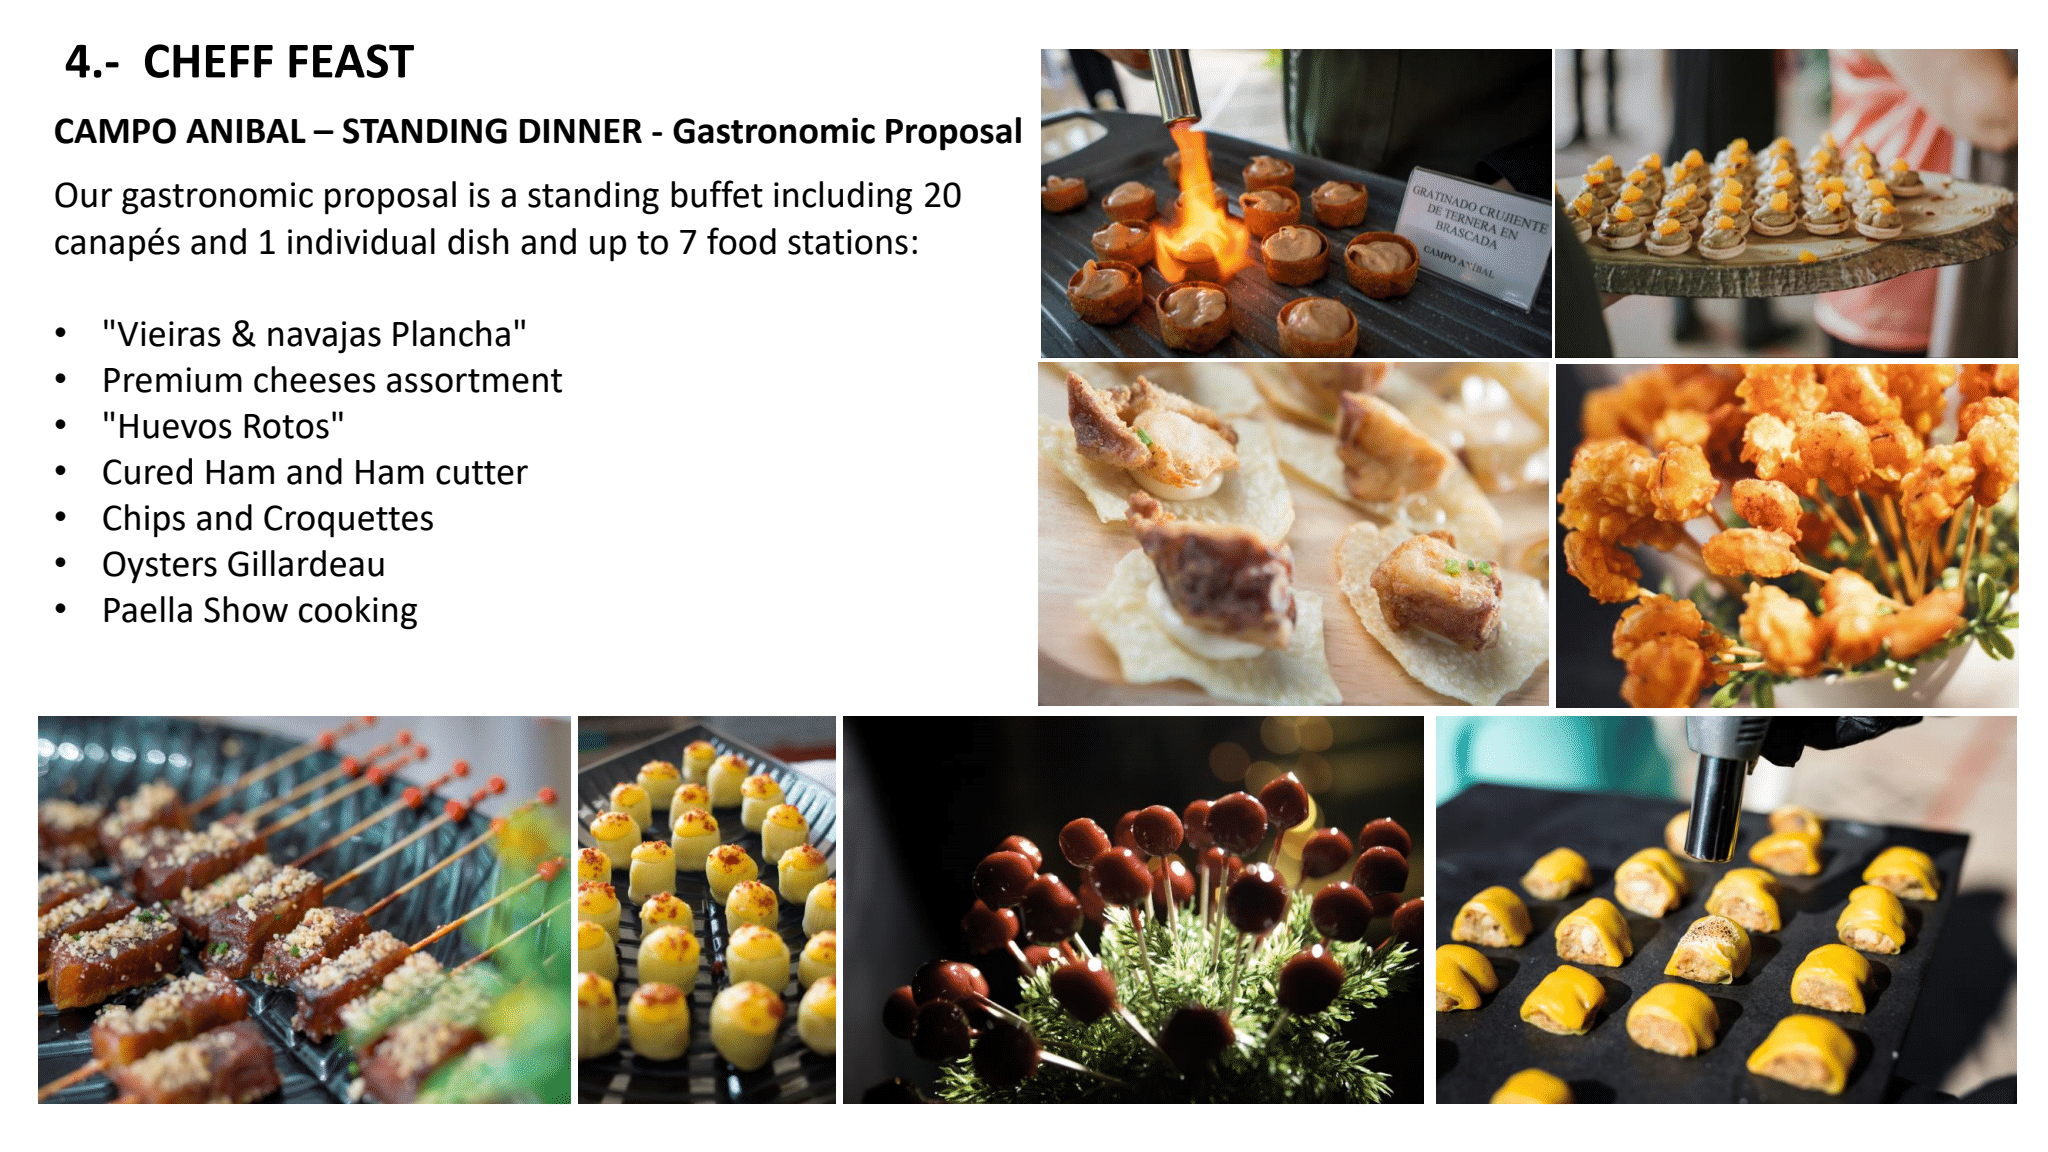 4.- CHEFF FEAST
CAMPO ANIBAL – STANDING DINNER - Gastronomic Proposal
Our gastronomic proposal is a standing buffet including 20
canapés and 1 individual dish and up to 7 food stations:
• "Vieiras & navajas Plancha"
• Premium cheeses assortment
• "Huevos Rotos"
• Cured Ham and Ham cutter
• Chips and Croquettes
• Oysters Gillardeau
• Paella Show cooking
GRATINADO CRUJIENTE
DE TERNERA EN
BRASCADA
CAMPO ANÍBAL